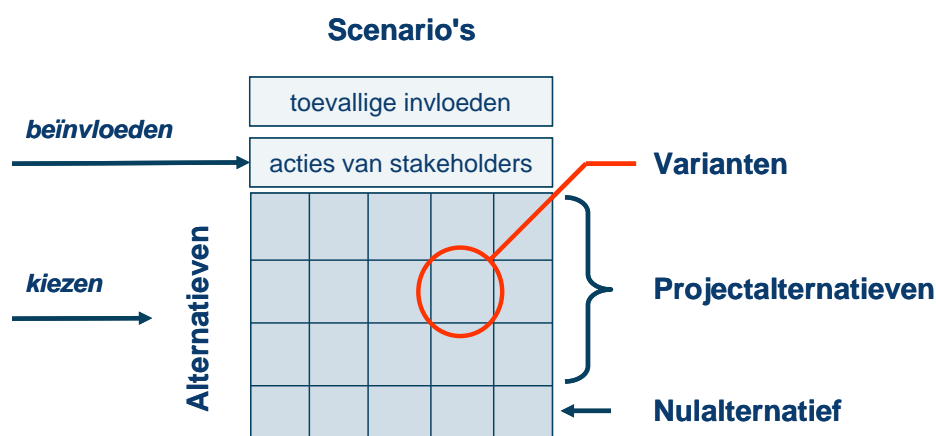 Scenario's
toevallige invloeden
beïnvloeden
acties van stakeholders
Varianten
Alternatieven
kiezen
Projectalternatieven
Nulalternatief